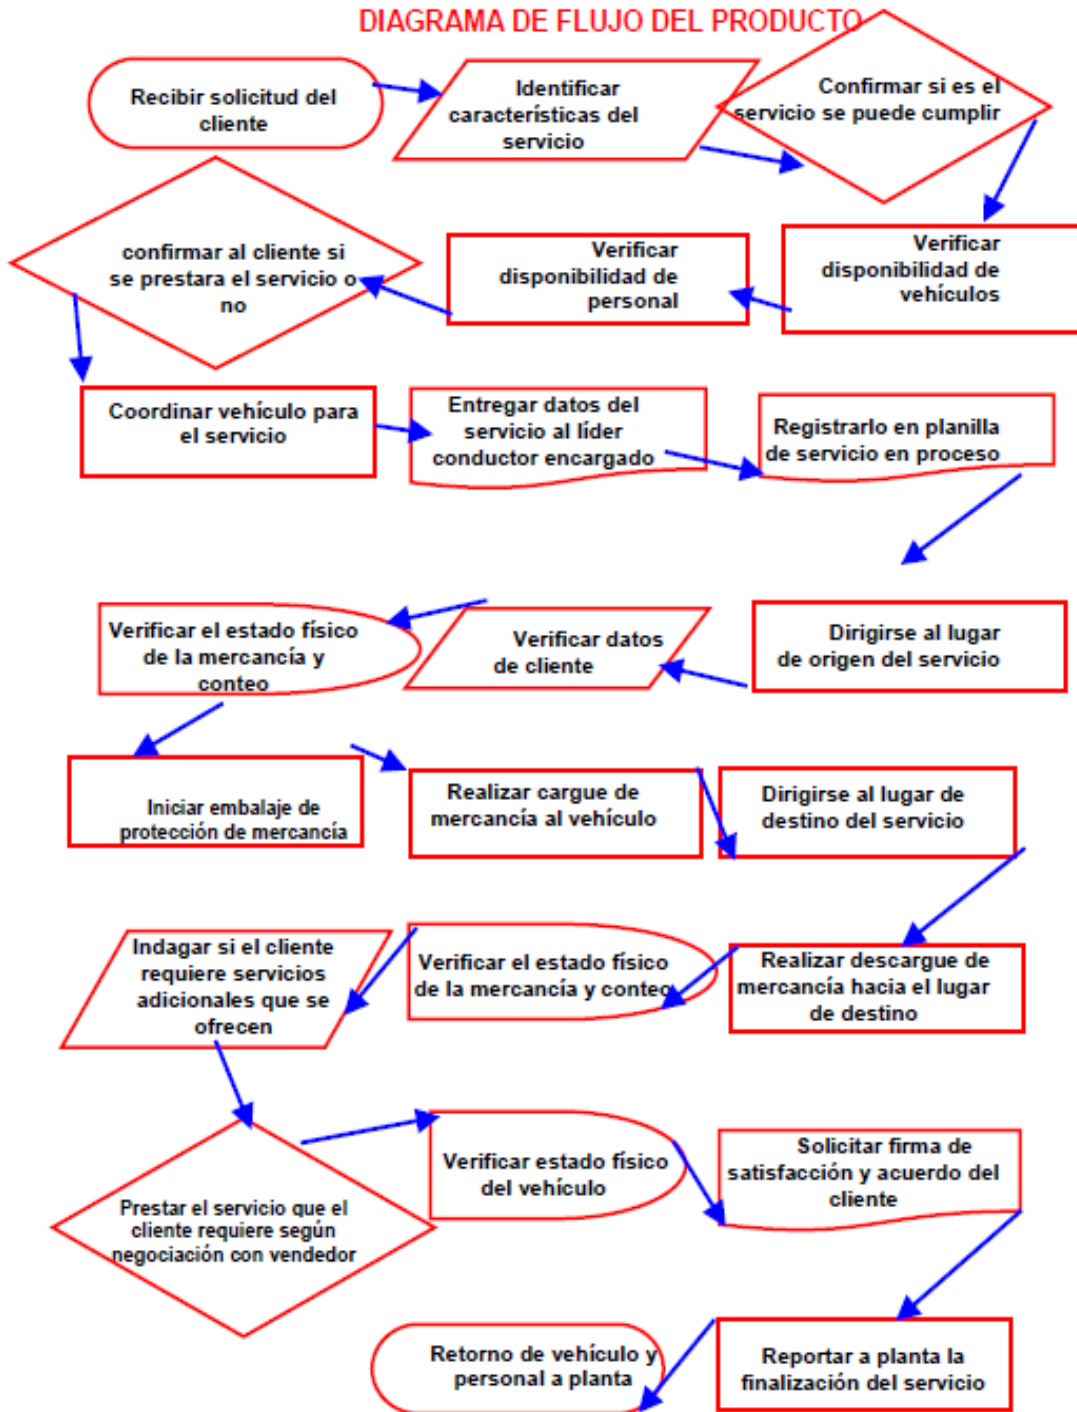 DIAGRAMA DE FLUJO DEL PRODUCTO
Recibir solicitud del
cliente
Identificar
características del
servicio
Confirmar si es el
servicio se puede cumplir
Verificar
disponibilidad de
vehículos
Verificar
disponibilidad de
personal
confirmar al cliente si
se prestara el servicio o
no
Coordinar vehículo para
el servicio
Entregar datos del
servicio al líder
conductor encargado
Registrarlo en planilla
de servicio en proceso
Dirigirse al lugar
de origen del servicio
Verificar datos
de cliente
Verificar el estado físico
de la mercancía y
conteo
Iniciar embalaje de
protección de mercancía
Realizar cargue de
mercancía al vehículo
Dirigirse al lugar de
destino del servicio
Realizar descargue de
mercancía hacia el lugar
de destino
Verificar el estado físico
de la mercancía y conteo
Indagar si el cliente
requiere servicios
adicionales que se
ofrecen
Prestar el servicio que el
cliente requiere según
negociación con vendedor
Verificar estado físico
del vehículo
Solicitar firma de
satisfacción y acuerdo del
cliente
Reportar a planta la
finalización del servicio
Retorno de vehículo y
personal a planta